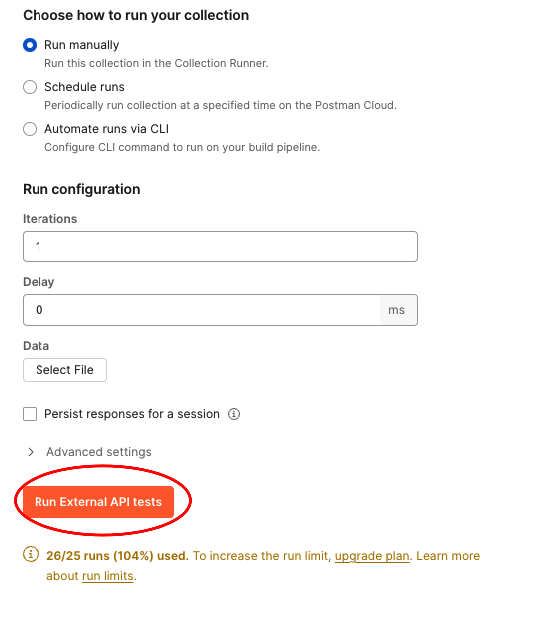 Choose how to run your collection
Run manually
Run this collection in the Collection Runner.
Schedule runs
Periodically run collection at a specified time on the Postman Cloud.
Automate runs via CLI
Configure CLI command to run on your build pipeline.
Run configuration
Iterations
1
Delay
0 ms
Data
Select File
Persist responses for a session
Advanced settings
Run External API tests
26/25 runs (104%) used. To increase the run limit, upgrade plan. Learn more
about run limits.